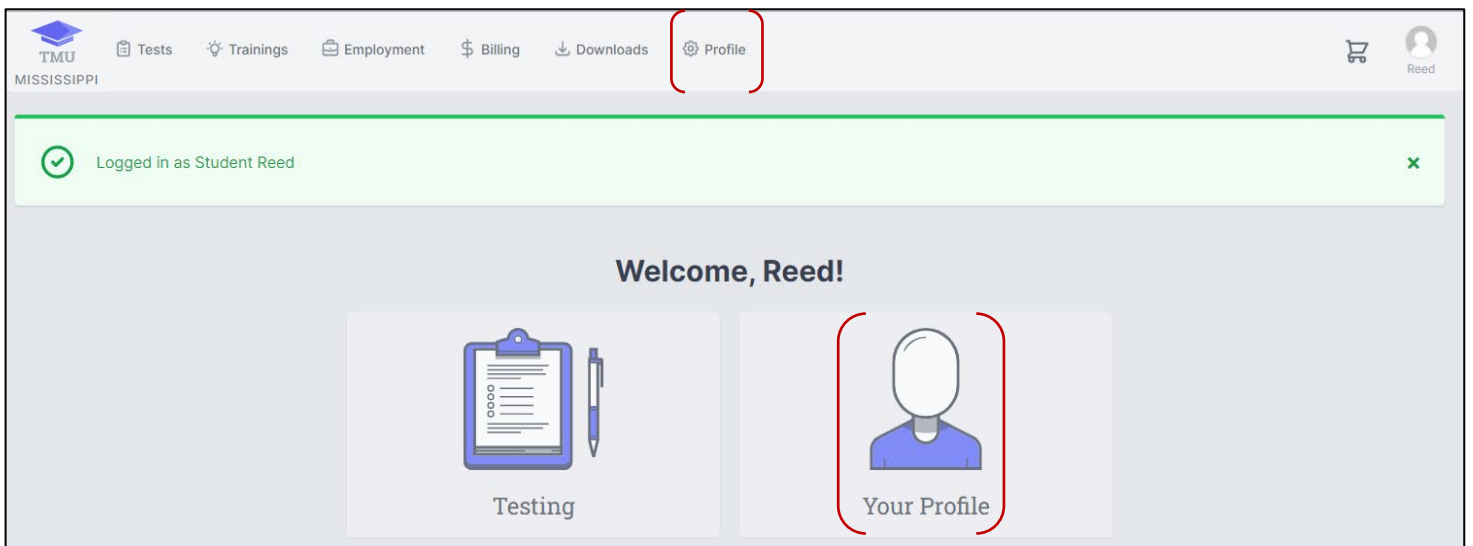 TMU
MISSISSIPPI
Tests Trainings Employment $ Billing Downloads Profile
Reed
Logged in as Student Reed
Welcome, Reed!
Testing
Your Profile